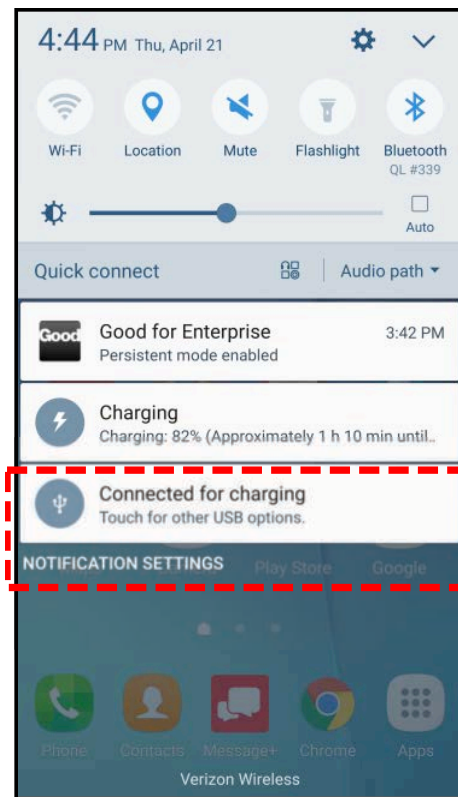 4:44 PM Thu, April 21
Wi-Fi Location Mute Flashlight Bluetooth
QL #339
Auto
Quick connect Audio path
Good Good for Enterprise 3:42 PM
Persistent mode enabled
Charging
Charging: 82% (Approximately 1 h 10 min until..
Connected for charging
Touch for other USB options.
NOTIFICATION SETTINGS Play Store Google
Phone Contacts Message+ Chrome Apps
Verizon Wireless